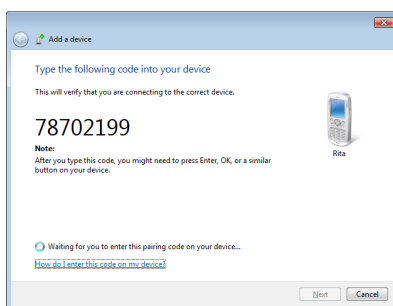 Add a device
Type the following code into your device
This will verify that you are connecting to the correct device.
78702199
Note:
After you type this code, you might need to press Enter, OK, or a similar
button on your device.
Rita
Waiting for you to enter this pairing code on your device...
How do I enter this code on my device?
Next Cancel